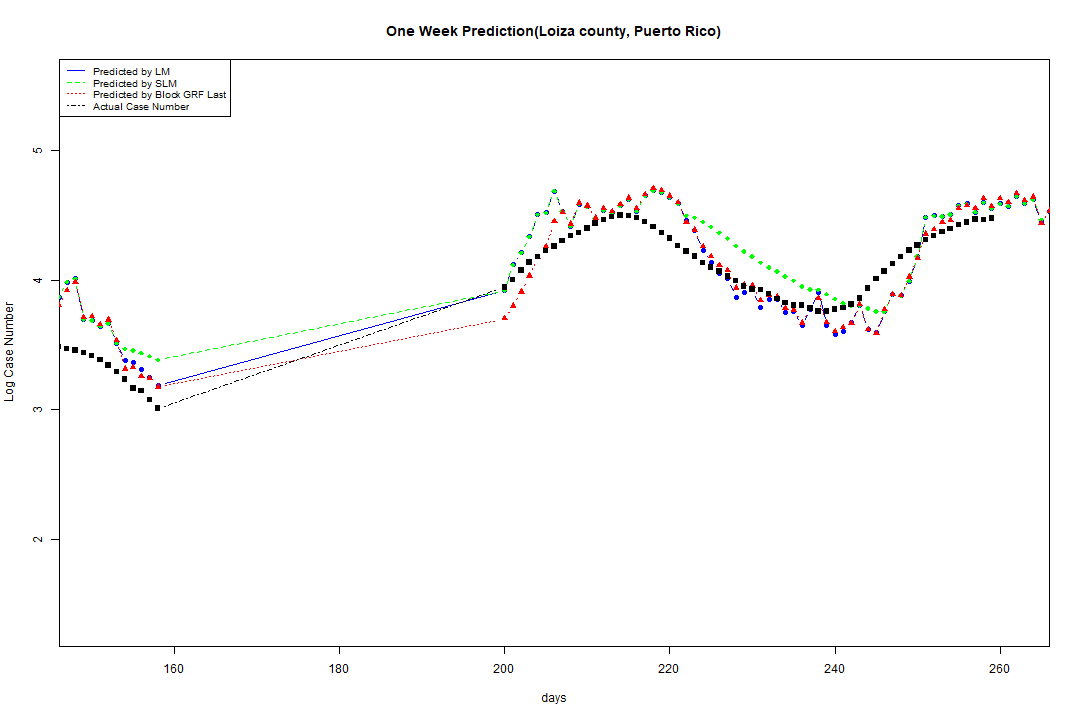 One Week Prediction(Loiza county, Puerto Rico)
Predicted by LM
Predicted by SLM
Predicted by Block GRF Last
Actual Case Number
5
4
3
2
Log Case Number
160 180 200 220 240 260
days